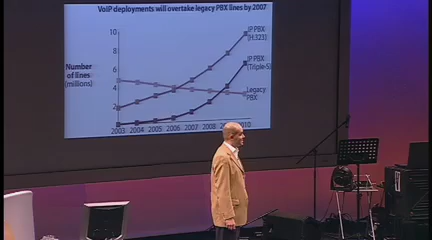 VoIP deployments will overtake legacy PBX lines by 2007
Number
of lines
(millions)
10
8
6
4
2
IP PBX
(H.323)
IP PBX
(Triple-S)
Legacy
PBX
2003 2004 2005 2006 2007 2008 2009 2010